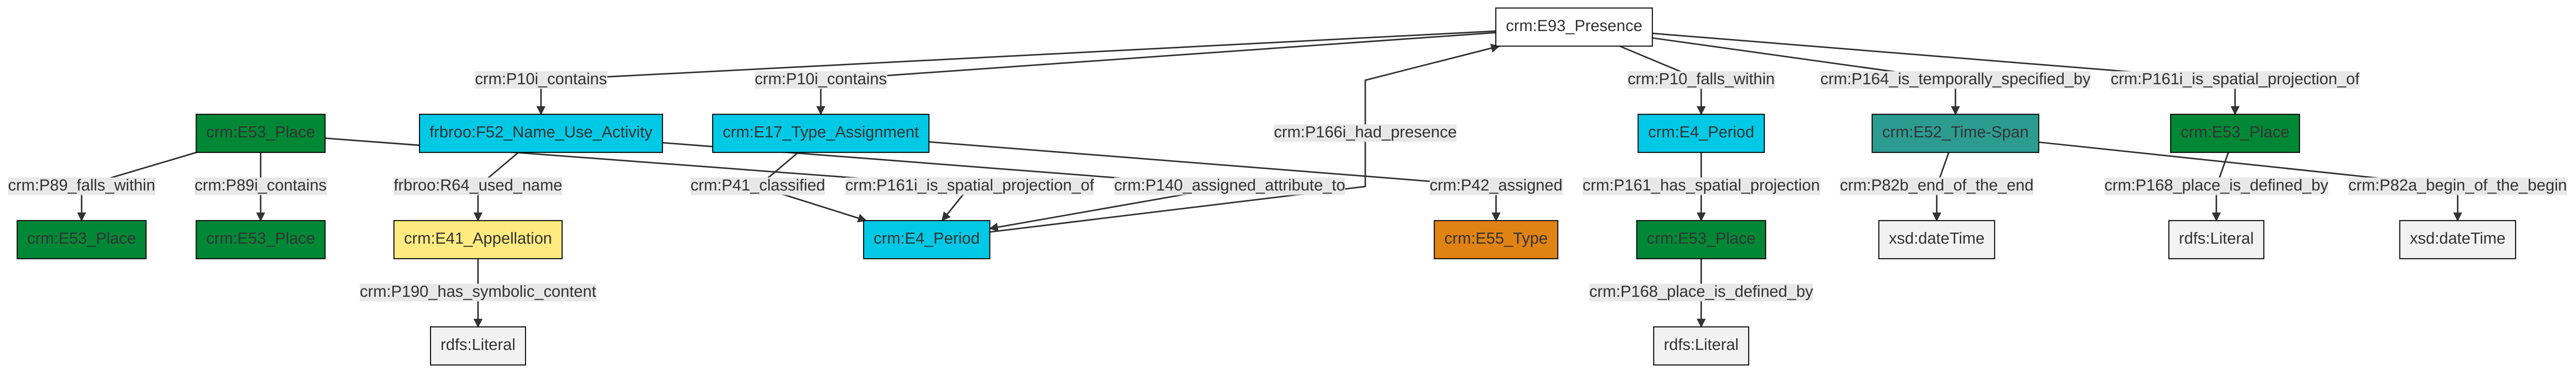 crm:E93_Presence
crm:P10i_contains
crm:P10i_contains
crm:P10_falls_within
crm:P164_is_temporally_specified_by
crm:P161i_is_spatial_projection_of
crm:E53_Place
frbroo:F52_Name_Use_Activity
crm:E17_Type_Assignment
crm:P166i_had_presence
crm:E4_Period
crm:E52_Time-Span
crm:E53_Place
crm:P89_falls_within
crm:P89i_contains
frbroo:R64_used_name
crm:P41_classified
crm:P161i_is_spatial_projection_of
crm:P140_assigned_attribute_to
crm:P42_assigned
crm:P161_has_spatial_projection
crm:P82b_end_of_the_end
crm:P168_place_is_defined_by
crm:P82a_begin_of_the_begin
crm:E53_Place
crm:E53_Place
crm:E41_Appellation
crm:E4_Period
crm:E55_Type
crm:E53_Place
xsd:dateTime
rdfs:Literal
xsd:dateTime
crm:P190_has_symbolic_content
crm:P168_place_is_defined_by
rdfs:Literal
rdfs:Literal